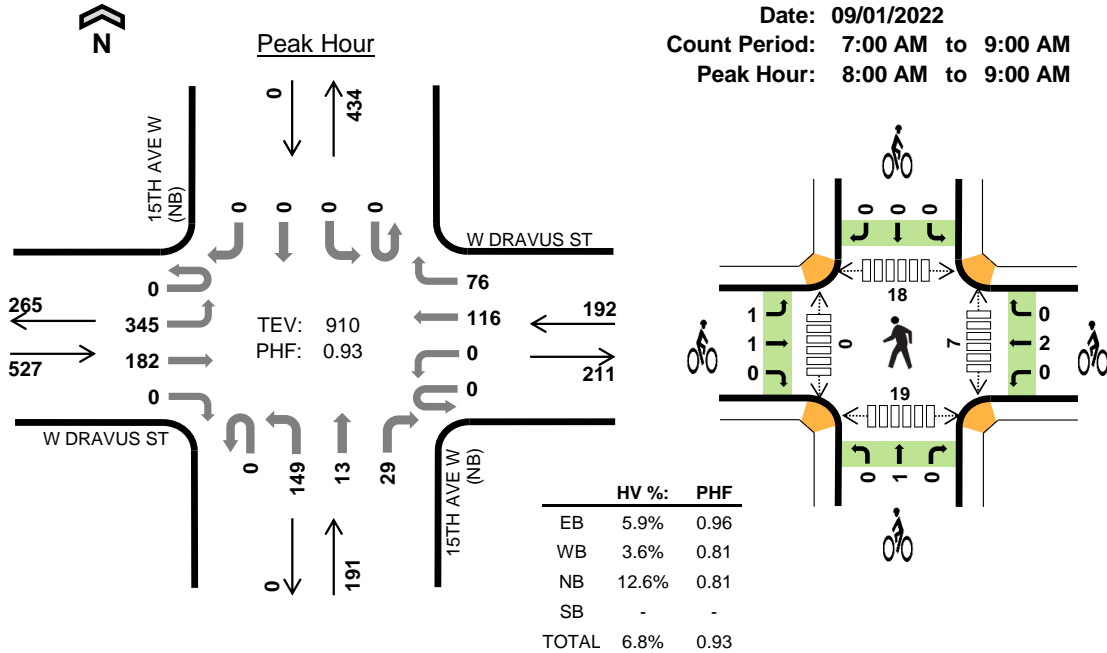 N
Peak Hour
Date: 09/01/2022
Count Period: 7:00 AM to 9:00 AM
Peak Hour: 8:00 AM to 9:00 AM
0
434
15TH AVE W
(NB)
0 0 0 0
W DRAVUS ST
265
527
0
345
182
0
TEV: 910
PHF: 0.93
76
116
0
0
192
211
W DRAVUS ST
0 149 13 29
15TH AVE W
(NB)
0
191
0 0 0
18
1
1
0
0
7
0
2
0
19
0 1 0
HV %: PHF
EB 5.9% 0.96
WB 3.6% 0.81
NB 12.6% 0.81
SB - -
TOTAL 6.8% 0.93